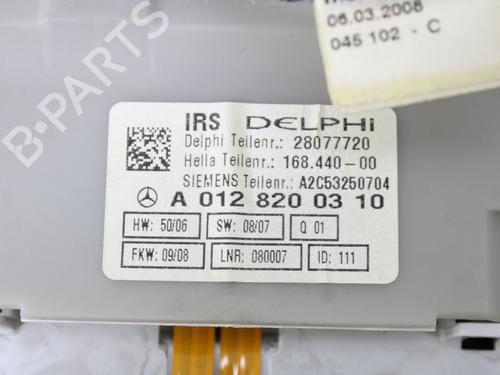 06.03.2008
045 102 - C
IRS DELPHI
Delphi Teilenr.: 28077720
Hella Teilenr.: 168.440-00
SIEMENS Teilenr.: A2C53250704
A 012 820 03 10
HW: 50/06 SW: 08/07 Q 01
FKW: 09/08 LNR: 080007 ID: 111
B-PARTS